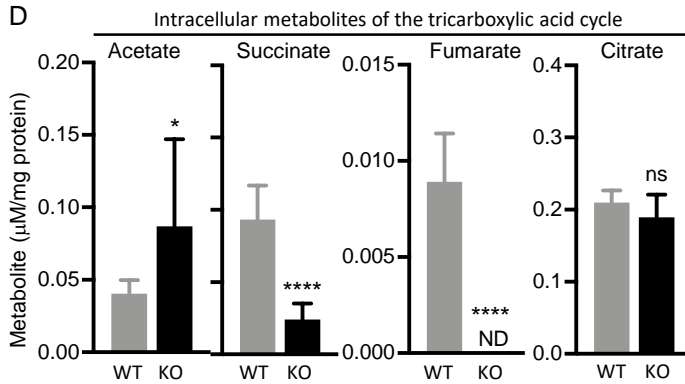 D
Intracellular metabolites of the tricarboxylic acid cycle
Acetate Succinate Fumarate Citrate
Metabolite (µM/mg protein)
0.20
0.15
0.10
0.05
0.00
*
WT KO
****
WT KO
0.015
0.010
0.005
0.000
****
ND
WT KO
0.4
0.3
0.2
0.1
0.0
ns
WT KO